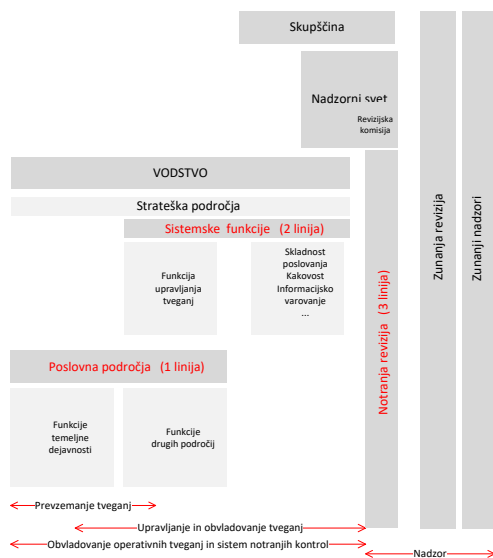 Skupščina
Nadzorni svet
Revizijska
komisija
VODSTVO
Strateška področja
Sistemske funkcije (2 linija)
Funkcija
upravljanja
tveganj
Skladnost
poslovanja
Kakovost
Informacijsko
varovanje
...
Poslovna področja (1 linija)
Funkcije
temeljne
dejavnosti
Funkcije
drugih področij
Notranja revizija (3 linija)
Zunanja revizija
Zunanji nadzori
Prevzemanje tveganj
Upravljanje in obvladovanje tveganj
Obvladovanje operativnih tveganj in sistem notranjih kontrol
Nadzor